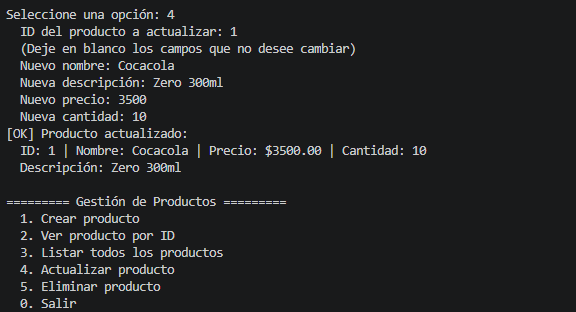 Seleccione una opción: 4
  ID del producto a actualizar: 1
  (Deje en blanco los campos que no desee cambiar)
  Nuevo nombre: Cocacola
  Nueva descripción: Zero 300ml
  Nuevo precio: 3500
  Nueva cantidad: 10
[OK] Producto actualizado:
  ID: 1 | Nombre: Cocacola | Precio: $3500.00 | Cantidad: 10
  Descripción: Zero 300ml

========= Gestión de Productos =========
  1. Crear producto
  2. Ver producto por ID
  3. Listar todos los productos
  4. Actualizar producto
  5. Eliminar producto
  0. Salir